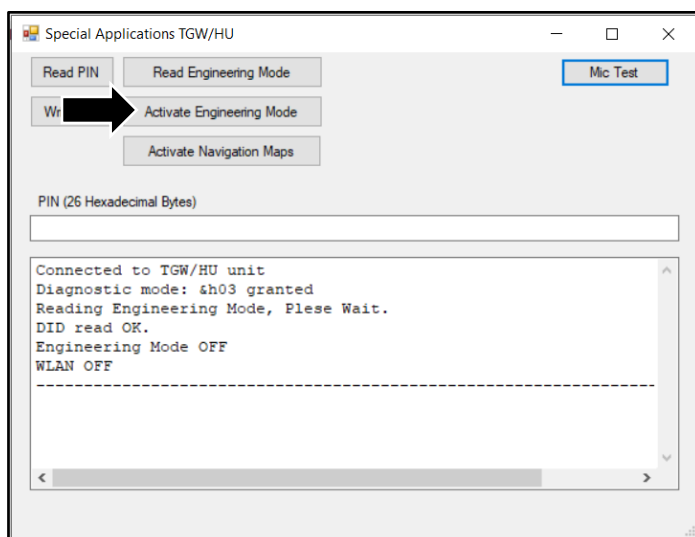 Special Applications TGW/HU
Read PIN
Read Engineering Mode
Mic Test
Wr
Activate Engineering Mode
Activate Navigation Maps
PIN (26 Hexadecimal Bytes)
Connected to TGW/HU unit
Diagnostic mode: &h03 granted
Reading Engineering Mode, Plese Wait.
DID read OK.
Engineering Mode OFF
WLAN OFF
--------------------------------------------------------------------